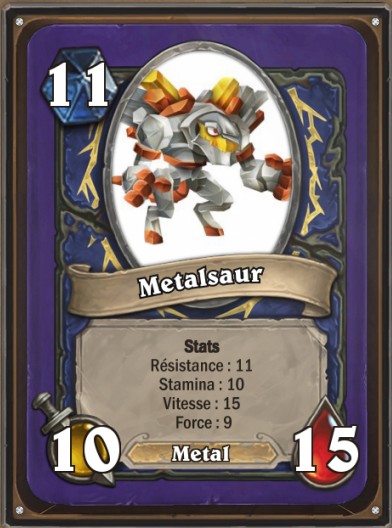 11
Metalsaur
Stats
Résistance : 11
Stamina : 10
Vitesse : 15
Force : 9
10
Metal
15